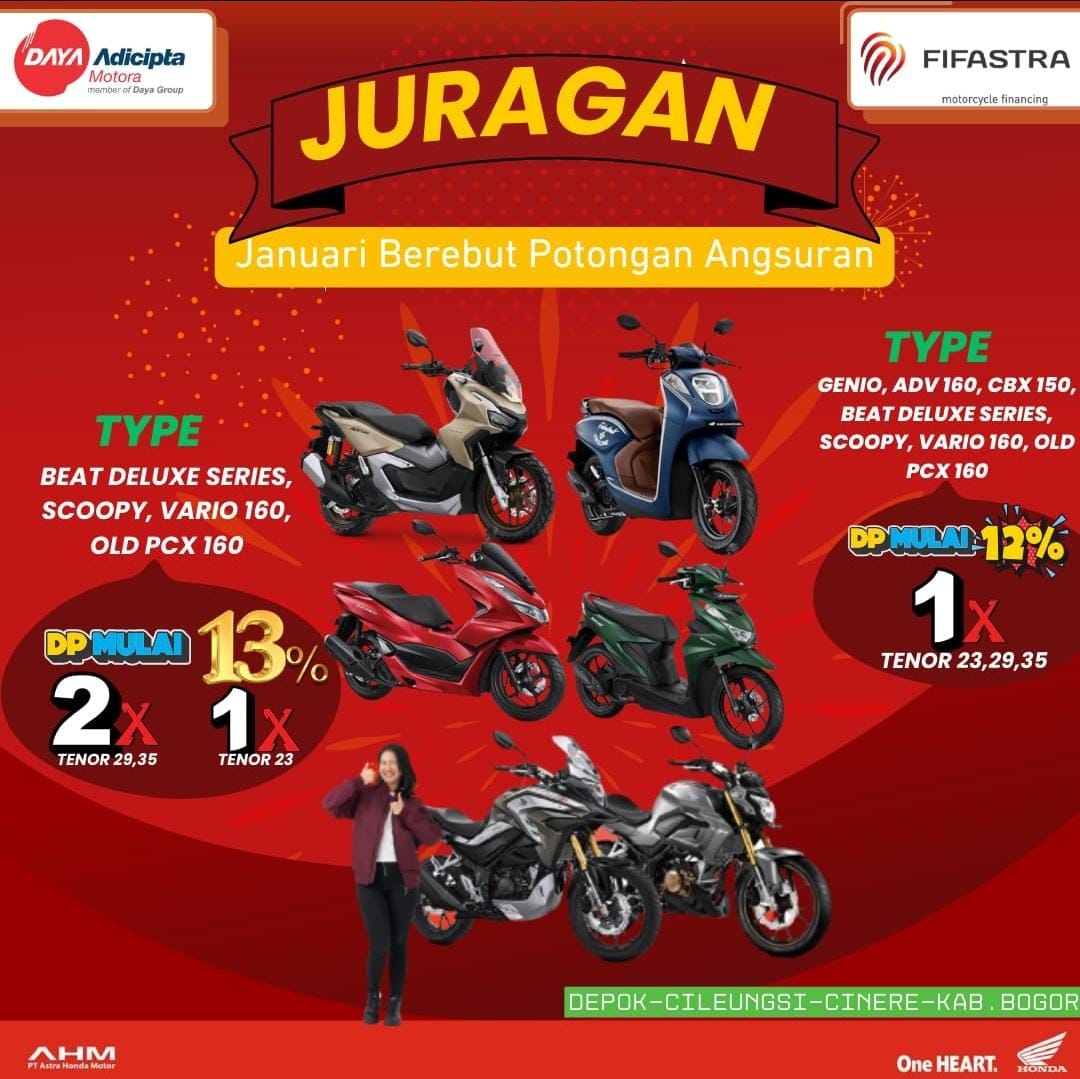 DAYA Adicipta
Motora
member of Daya Group
FIFASTRA
motorcycle financing
JURAGAN
Januari Berebut Potongan Angsuran
TYPE
GENIO, ADV 160, CBX 150,
BEAT DELUXE SERIES,
SCOOPY, VARIO 160, OLD
PCX 160
DP MULAI 12%
1X
TENOR 23,29,35
TYPE
BEAT DELUXE SERIES,
SCOOPY, VARIO 160,
OLD PCX 160
DP MULAI 13%
2X 1X
TENOR 29,35 TENOR 23
DEPOK-CILEUNGSI-CINERE-KAB.BOGOR
AHM
PT Astra Honda Motor
One HEART.
HONDA